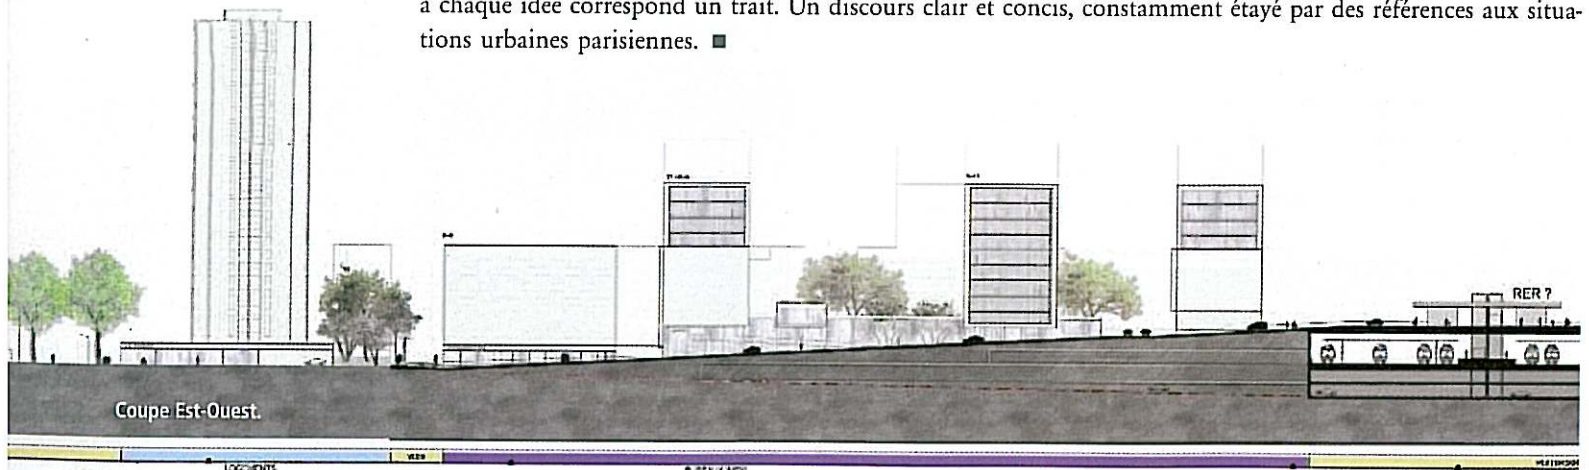 à chaque idée correspond un trait. Un discours clair et concis, constamment étayé par des références aux situa-
tions urbaines parisiennes. ■
RER ?
Coupe Est-Ouest.
LOGEMENTS